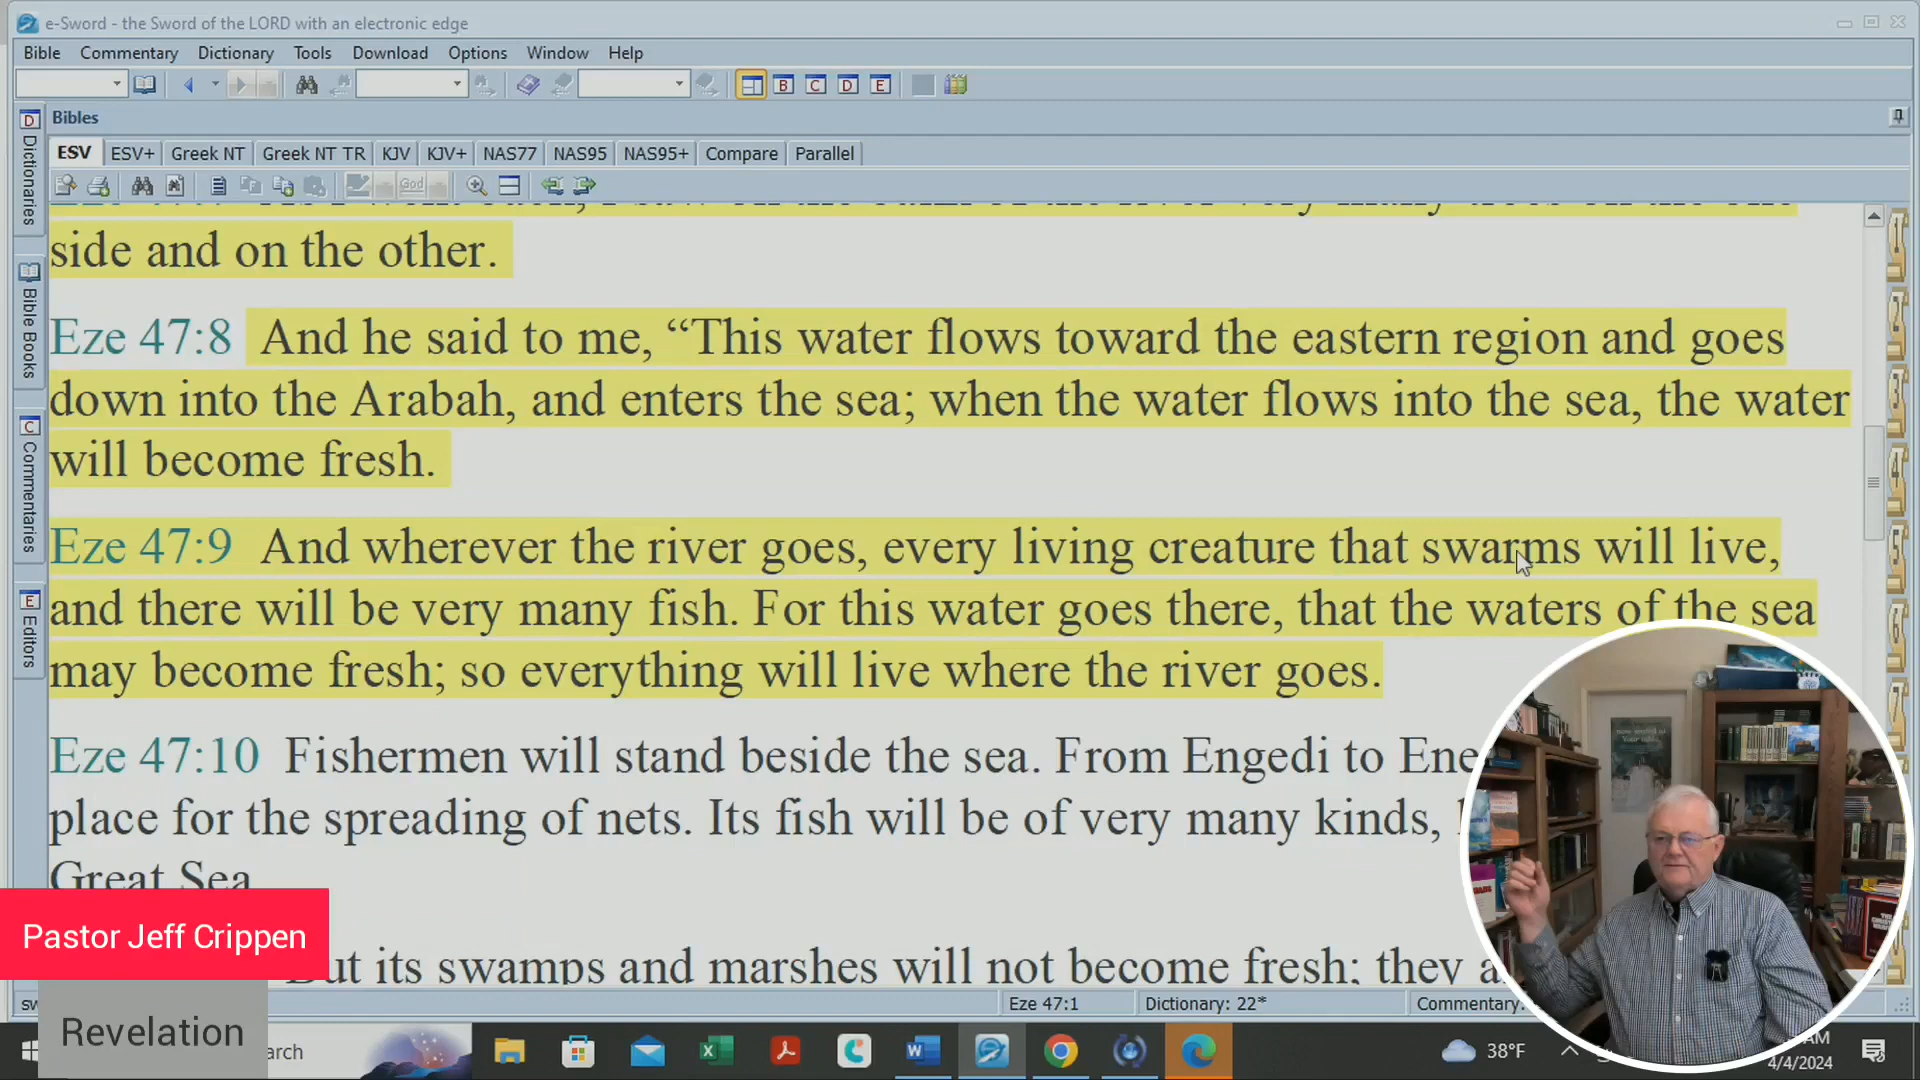 e-Sword - the Sword of the LORD with an electronic edge
Bible Commentary Dictionary Tools Download Options Window Help
B C D E
Bibles
ESV ESV+ Greek NT Greek NT TR KJV KJV+ NAS77 NAS95 NAS95+ Compare Parallel
God
D Dictionaries
Bible Books
C Commentaries
E Editors
side and on the other.
Eze 47:8 And he said to me, “This water flows toward the eastern region and goes
down into the Arabah, and enters the sea; when the water flows into the sea, the water
will become fresh.
Eze 47:9 And wherever the river goes, every living creature that swarms will live,
and there will be very many fish. For this water goes there, that the waters of the sea
may become fresh; so everything will live where the river goes.
Eze 47:10 Fishermen will stand beside the sea. From Engedi to Ene
place for the spreading of nets. Its fish will be of very many kinds,
Great Sea
But its swamps and marshes will not become fresh; they a
Pastor Jeff Crippen
Revelation
sw
Eze 47:1 Dictionary: 22* Commentary:
arch
38°F
AM
4/4/2024